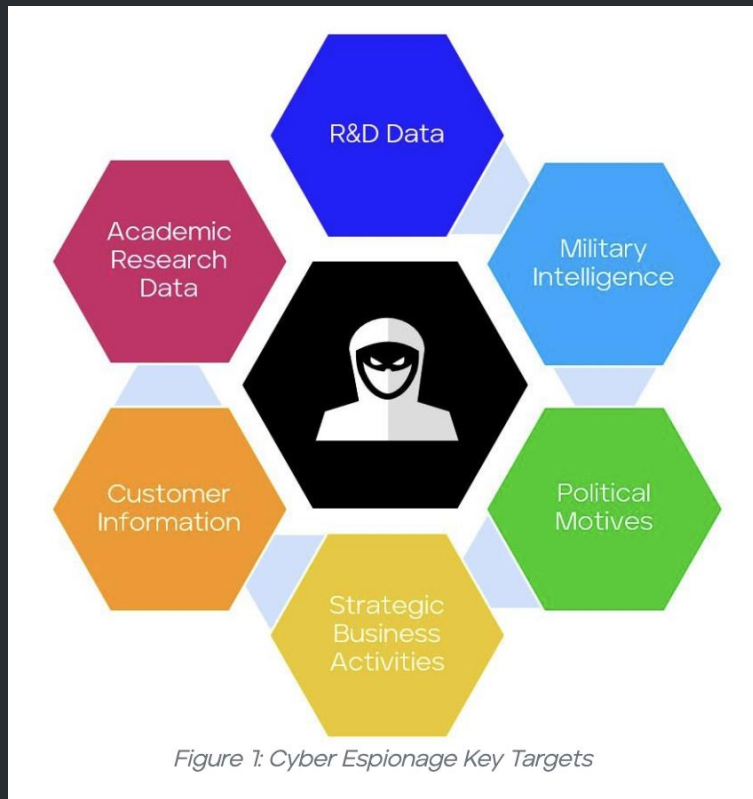 R&D Data
Military
Intelligence
Political
Motives
Strategic
Business
Activities
Customer
Information
Academic
Research
Data
Figure 1: Cyber Espionage Key Targets